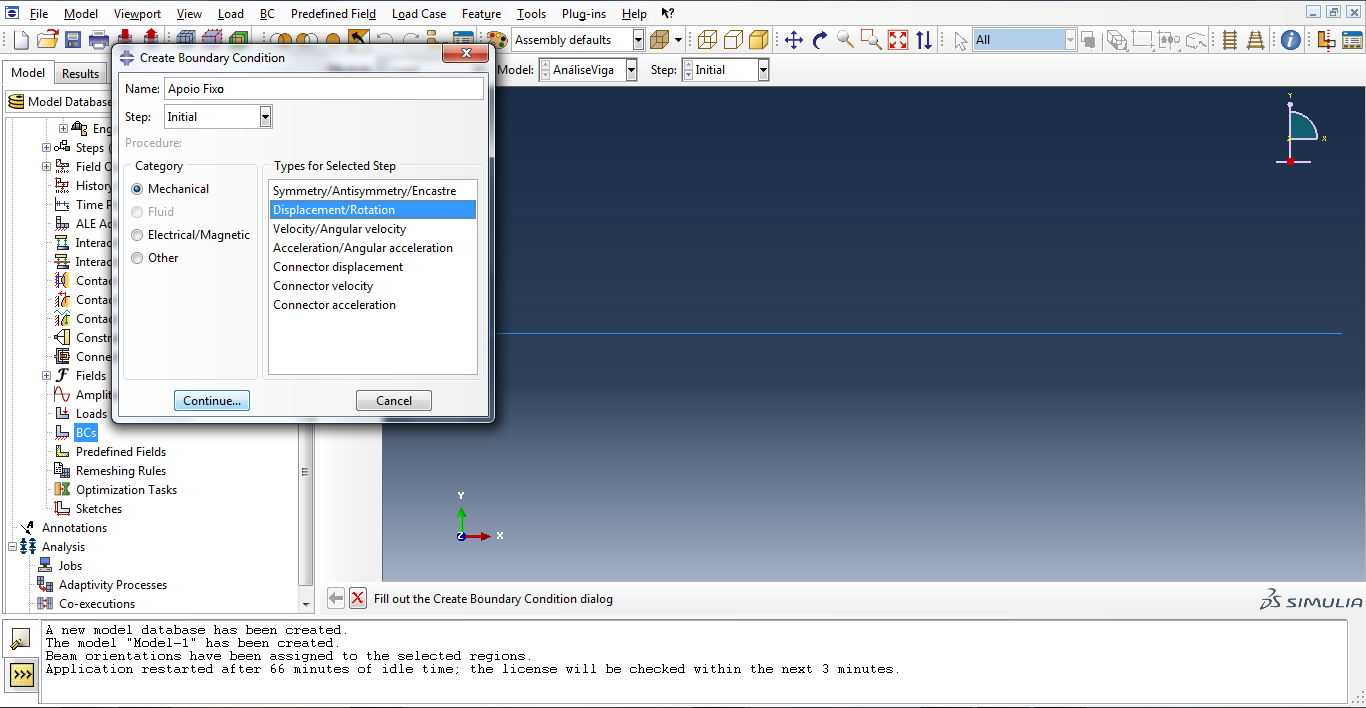 File Model Viewport View Load BC Predefined Field Load Case Feature Tools Plug-ins Help ?
Assembly defaults All
Model Results
Model: AnáliseViga Step: Initial
Model Database
Eng
Steps (
Field O
History
Time P
ALE Ad
Interac
Interac
Contac
Contac
Contac
Constr
Conne
Fields
Amplit
Loads
BCs
Predefined Fields
Remeshing Rules
Optimization Tasks
Sketches
Annotations
Analysis
Jobs
Adaptivity Processes
Co-executions
Create Boundary Condition
Name: Apoio Fixo
Step: Initial
Procedure:
Category
Mechanical
Fluid
Electrical/Magnetic
Other
Types for Selected Step
Symmetry/Antisymmetry/Encastre
Displacement/Rotation
Velocity/Angular velocity
Acceleration/Angular acceleration
Connector displacement
Connector velocity
Connector acceleration
Continue... Cancel
Y
X
Z
Y
Z X
Fill out the Create Boundary Condition dialog
SIMULIA
A new model database has been created.
The model "Model-1" has been created.
Beam orientations have been assigned to the selected regions.
Application restarted after 66 minutes of idle time; the license will be checked within the next 3 minutes.
>>>